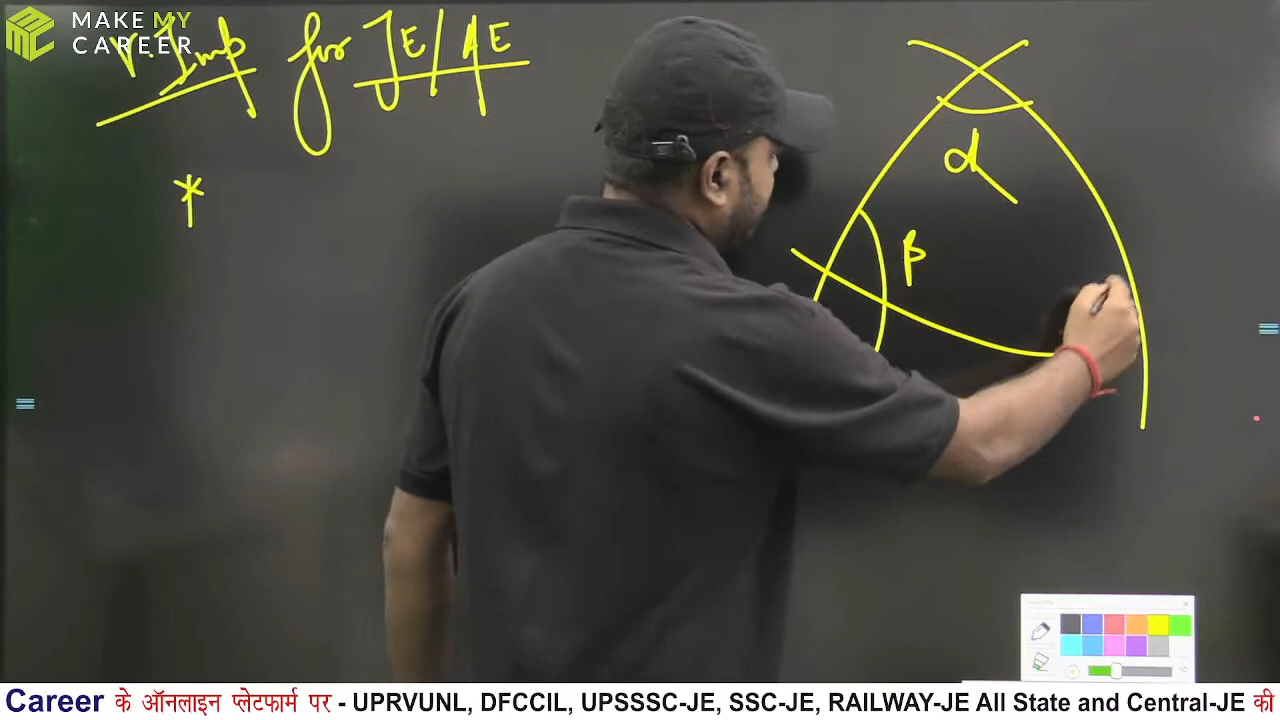 MAKE MY
CAREER
V. Imp for JE/AE
*
α
β
Career के ऑनलाइन प्लेटफार्म पर - UPRVUNL, DFCCIL, UPSSSC-JE, SSC-JE, RAILWAY-JE All State and Central-JE की